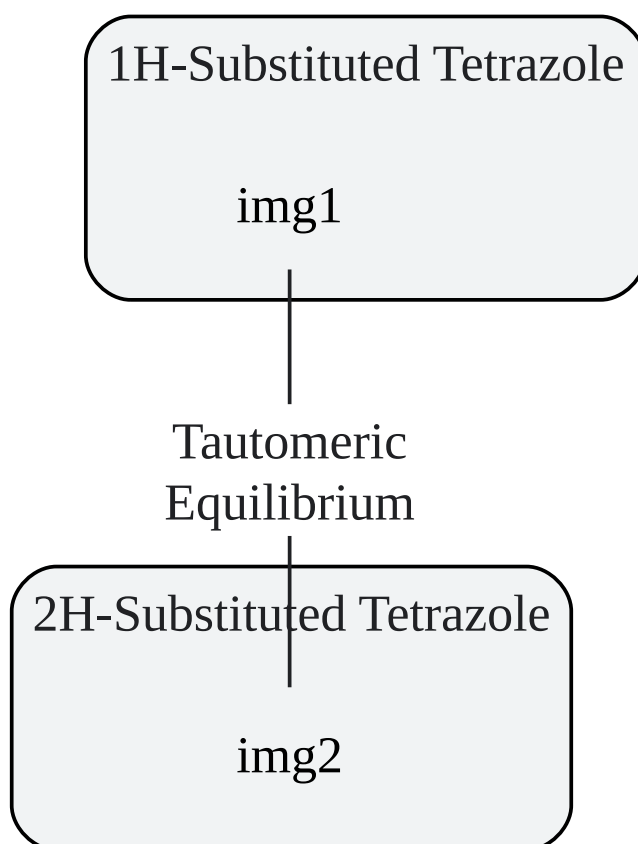 1H-Substituted Tetrazole
img1
Tautomeric
Equilibrium
2H-Substituted Tetrazole
img2